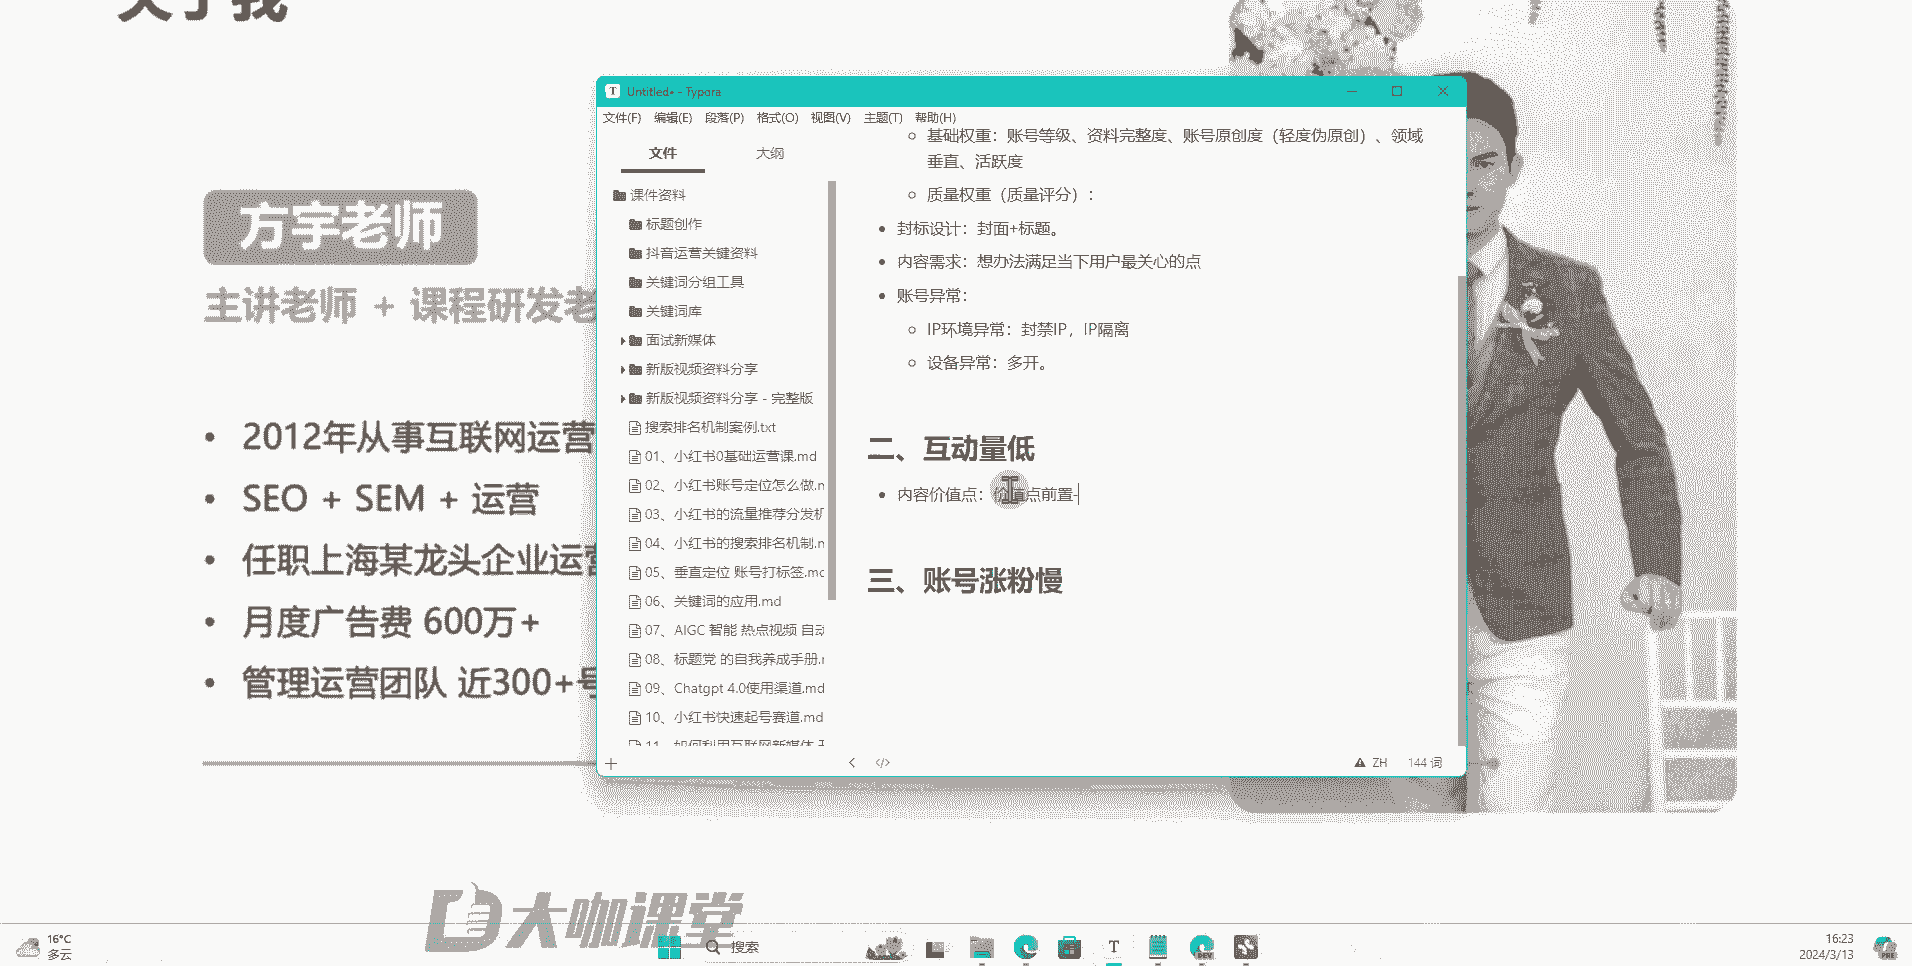 关于我
方宇老师
主讲老师 + 课程研发老
2012年从事互联网运营
SEO + SEM + 运营
任职上海某龙头企业运营
月度广告费 600万+
管理运营团队 近300+号
Untitled• - Typora
文件(F) 编辑(E) 段落(P) 格式(O) 视图(V) 主题(T) 帮助(H)
文件 大纲
课件资料
标题创作
抖音运营关键资料
关键词分组工具
关键词库
面试新媒体
新版视频资料分享
新版视频资料分享 - 完整版
搜索排名机制案例.txt
01、小红书0基础运营课.md
02、小红书账号定位怎么做.m
03、小红书的流量推荐分发机
04、小红书的搜索排名机制.m
05、垂直定位 账号打标签.mc
06、关键词的应用.md
07、AIGC 智能 热点视频 自动
08、标题党 的自我养成手册.r
09、Chatgpt 4.0使用渠道.md
10、小红书快速起号赛道.md
11、如何利用互联网新媒体
基础权重：账号等级、资料完整度、账号原创度（轻度伪原创）、领域
垂直、活跃度
质量权重（质量评分）：
封标设计：封面+标题。
内容需求：想办法满足当下用户最关心的点
账号异常：
IP环境异常：封禁IP，IP隔离
设备异常：多开。
二、互动量低
内容价值点：价值点前置-
三、账号涨粉慢
ZH 144 词
大咖课堂
16°C
多云
搜索
DEV
16:23
2024/3/13
PRE